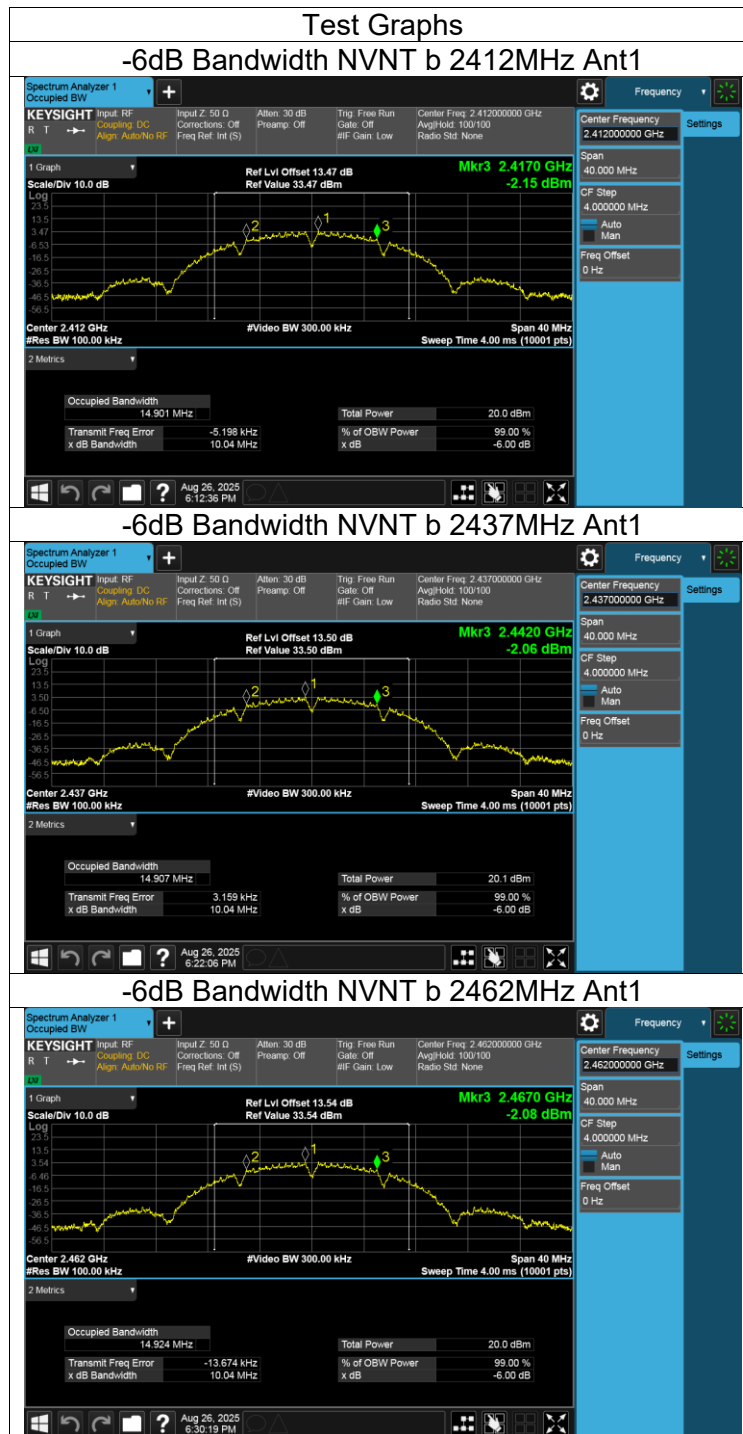 Test Graphs
-6dB Bandwidth NVNT b 2412MHz Ant1
Spectrum Analyzer 1
Occupied BW
+
Frequency
KEYSIGHT Input: RF Input Z: 50 Ω Atten: 30 dB Trig: Free Run Center Freq: 2.412000000 GHz
R T Coupling: DC Corrections: Off Preamp: Off Gate: Off Avg|Hold: 100/100
Align: Auto/No RF Freq Ref: Int (S) #IF Gain: Low Radio Std: None
LXI
Center Frequency
2.412000000 GHz
Settings
Span
40.000 MHz
CF Step
4.000000 MHz
Auto
Man
Freq Offset
0 Hz
1 Graph
Ref Lvl Offset 13.47 dB
Mkr3 2.4170 GHz
Scale/Div 10.0 dB
Ref Value 33.47 dBm
-2.15 dBm
Log
23.5
13.5
3.47
-6.53
-16.5
-26.5
-36.5
-46.5
-56.5
2
1
3
Center 2.412 GHz
#Video BW 300.00 kHz
Span 40 MHz
#Res BW 100.00 kHz
Sweep Time 4.00 ms (10001 pts)
2 Metrics
Occupied Bandwidth
14.901 MHz
Total Power 20.0 dBm
Transmit Freq Error -5.198 kHz % of OBW Power 99.00 %
x dB Bandwidth 10.04 MHz x dB -6.00 dB
?
Aug 26, 2025
6:12:36 PM
-6dB Bandwidth NVNT b 2437MHz Ant1
Spectrum Analyzer 1
Occupied BW
+
Frequency
KEYSIGHT Input: RF Input Z: 50 Ω Atten: 30 dB Trig: Free Run Center Freq: 2.437000000 GHz
R T Coupling: DC Corrections: Off Preamp: Off Gate: Off Avg|Hold: 100/100
Align: Auto/No RF Freq Ref: Int (S) #IF Gain: Low Radio Std: None
LXI
Center Frequency
2.437000000 GHz
Settings
Span
40.000 MHz
CF Step
4.000000 MHz
Auto
Man
Freq Offset
0 Hz
1 Graph
Ref Lvl Offset 13.50 dB
Mkr3 2.4420 GHz
Scale/Div 10.0 dB
Ref Value 33.50 dBm
-2.06 dBm
Log
23.5
13.5
3.50
-6.50
-16.5
-26.5
-36.5
-46.5
-56.5
2
1
3
Center 2.437 GHz
#Video BW 300.00 kHz
Span 40 MHz
#Res BW 100.00 kHz
Sweep Time 4.00 ms (10001 pts)
2 Metrics
Occupied Bandwidth
14.907 MHz
Total Power 20.1 dBm
Transmit Freq Error 3.159 kHz % of OBW Power 99.00 %
x dB Bandwidth 10.04 MHz x dB -6.00 dB
?
Aug 26, 2025
6:22:06 PM
-6dB Bandwidth NVNT b 2462MHz Ant1
Spectrum Analyzer 1
Occupied BW
+
Frequency
KEYSIGHT Input: RF Input Z: 50 Ω Atten: 30 dB Trig: Free Run Center Freq: 2.462000000 GHz
R T Coupling: DC Corrections: Off Preamp: Off Gate: Off Avg|Hold: 100/100
Align: Auto/No RF Freq Ref: Int (S) #IF Gain: Low Radio Std: None
LXI
Center Frequency
2.462000000 GHz
Settings
Span
40.000 MHz
CF Step
4.000000 MHz
Auto
Man
Freq Offset
0 Hz
1 Graph
Ref Lvl Offset 13.54 dB
Mkr3 2.4670 GHz
Scale/Div 10.0 dB
Ref Value 33.54 dBm
-2.08 dBm
Log
23.5
13.5
3.54
-6.46
-16.5
-26.5
-36.5
-46.5
-56.5
2
1
3
Center 2.462 GHz
#Video BW 300.00 kHz
Span 40 MHz
#Res BW 100.00 kHz
Sweep Time 4.00 ms (10001 pts)
2 Metrics
Occupied Bandwidth
14.924 MHz
Total Power 20.0 dBm
Transmit Freq Error -13.674 kHz % of OBW Power 99.00 %
x dB Bandwidth 10.04 MHz x dB -6.00 dB
?
Aug 26, 2025
6:30:19 PM